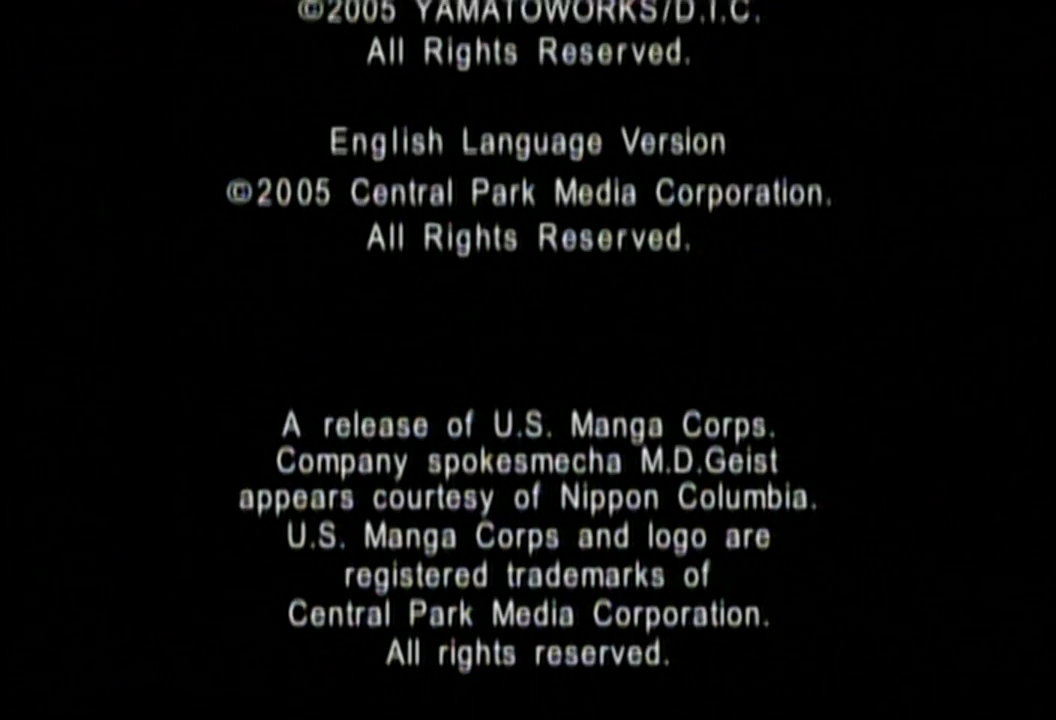 ©2005 YAMATOWORKS/D.I.C.
All Rights Reserved.
English Language Version
©2005 Central Park Media Corporation.
All Rights Reserved.
A release of U.S. Manga Corps.
Company spokesmecha M.D.Geist
appears courtesy of Nippon Columbia.
U.S. Manga Corps and logo are
registered trademarks of
Central Park Media Corporation.
All rights reserved.